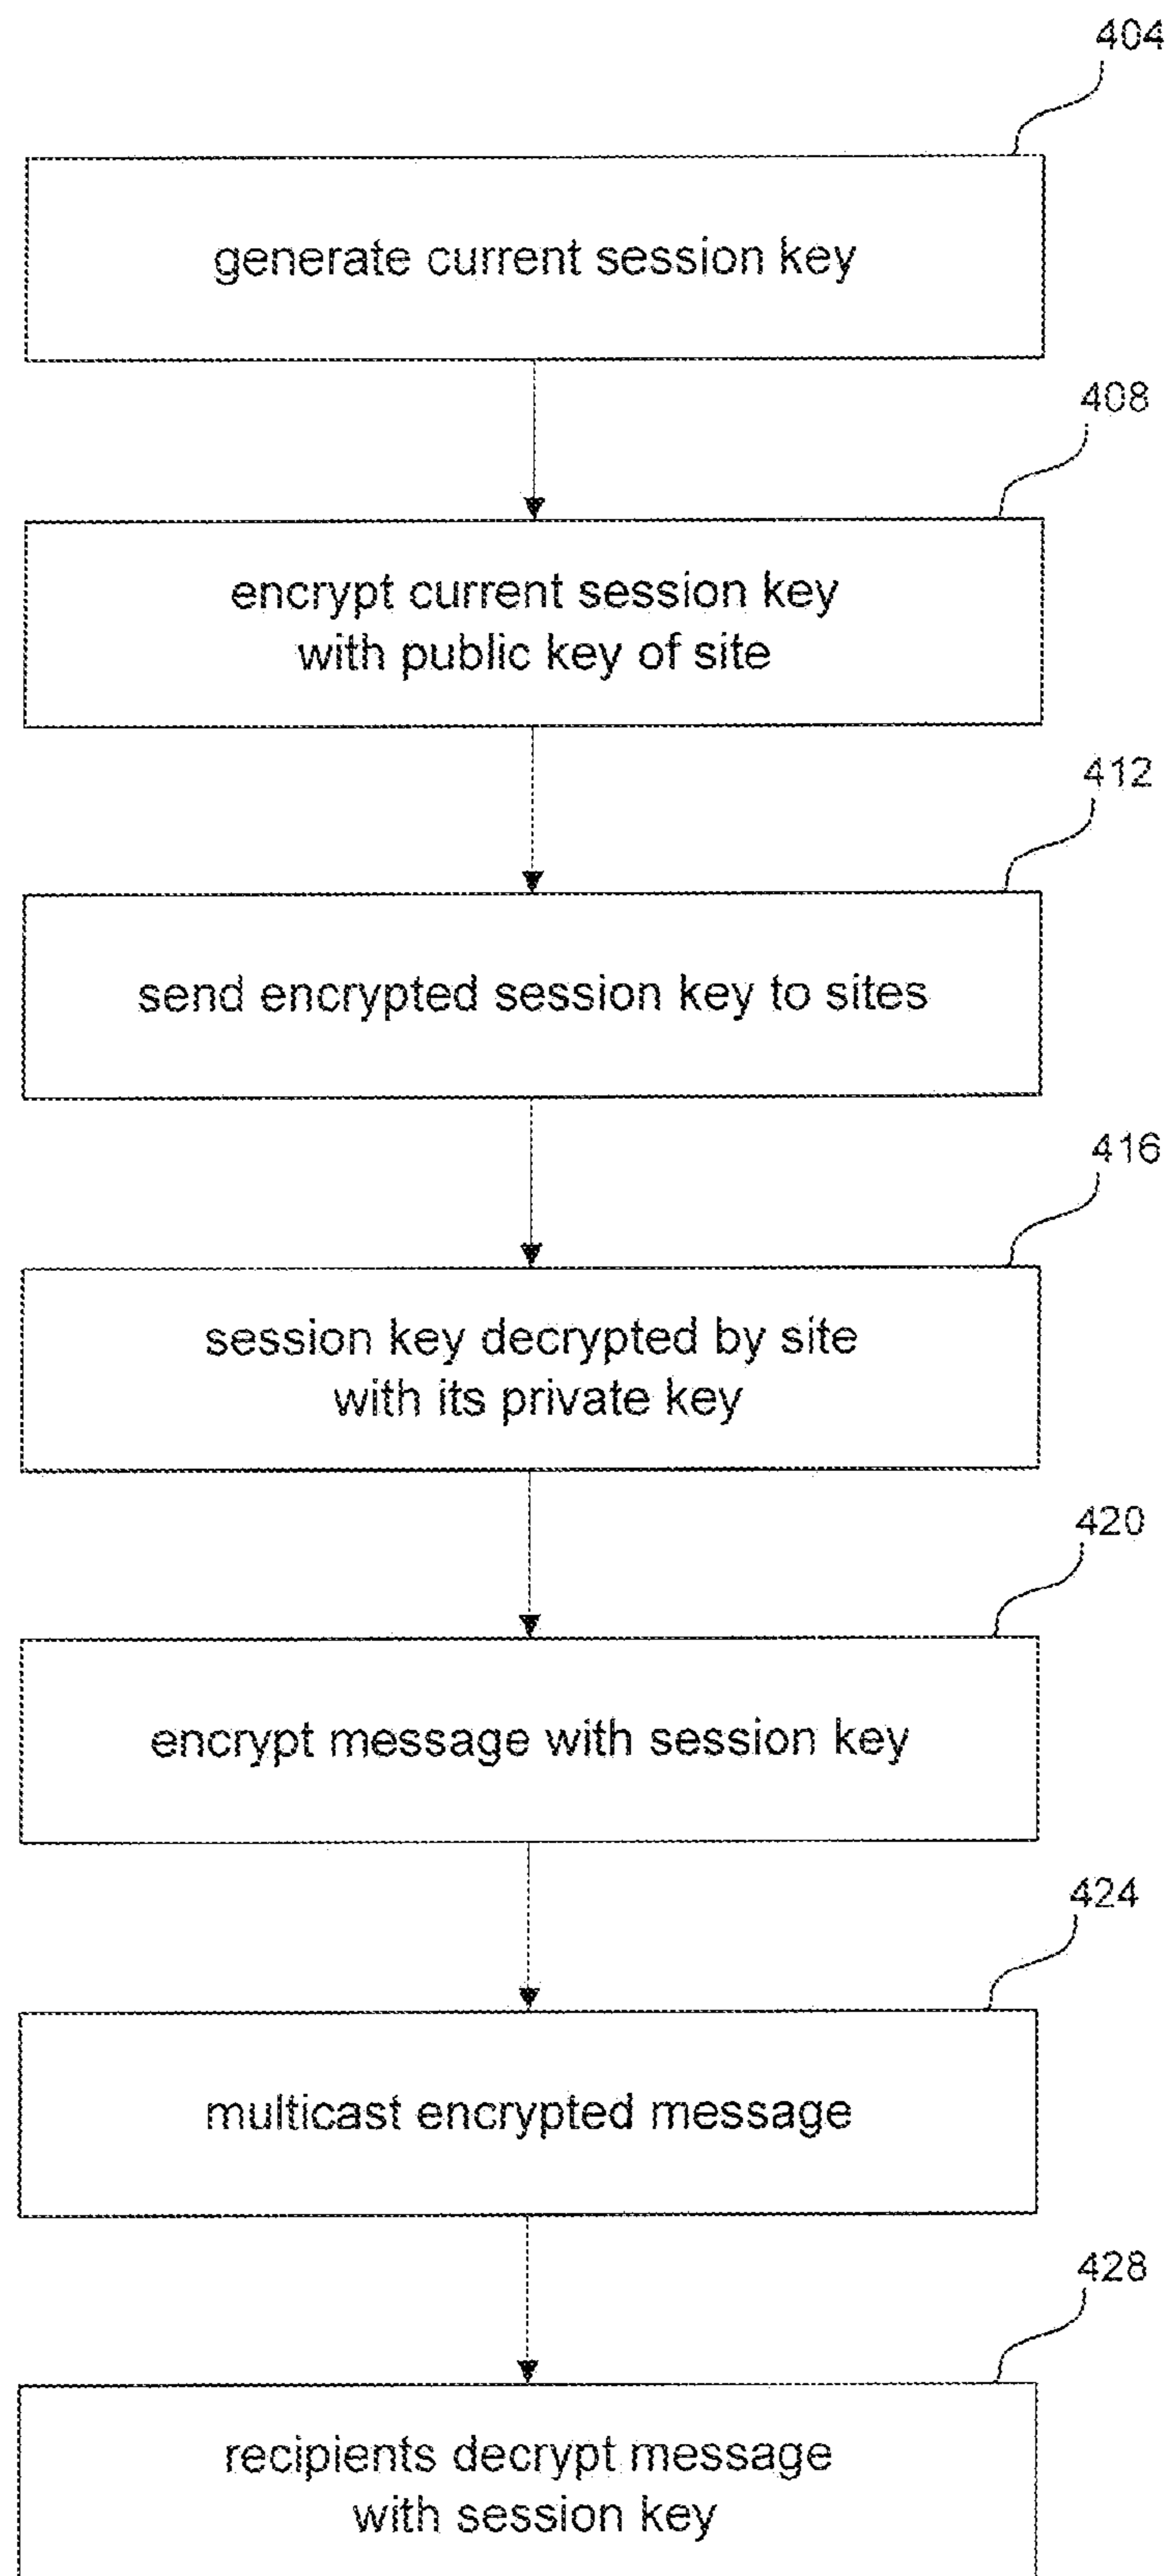 404
generate current session key
408
encrypt current session key
with public key of site
412
send encrypted session key to sites
416
session key decrypted by site
with its private key
420
encrypt message with session key
424
multicast encrypted message
428
recipients decrypt message
with session key